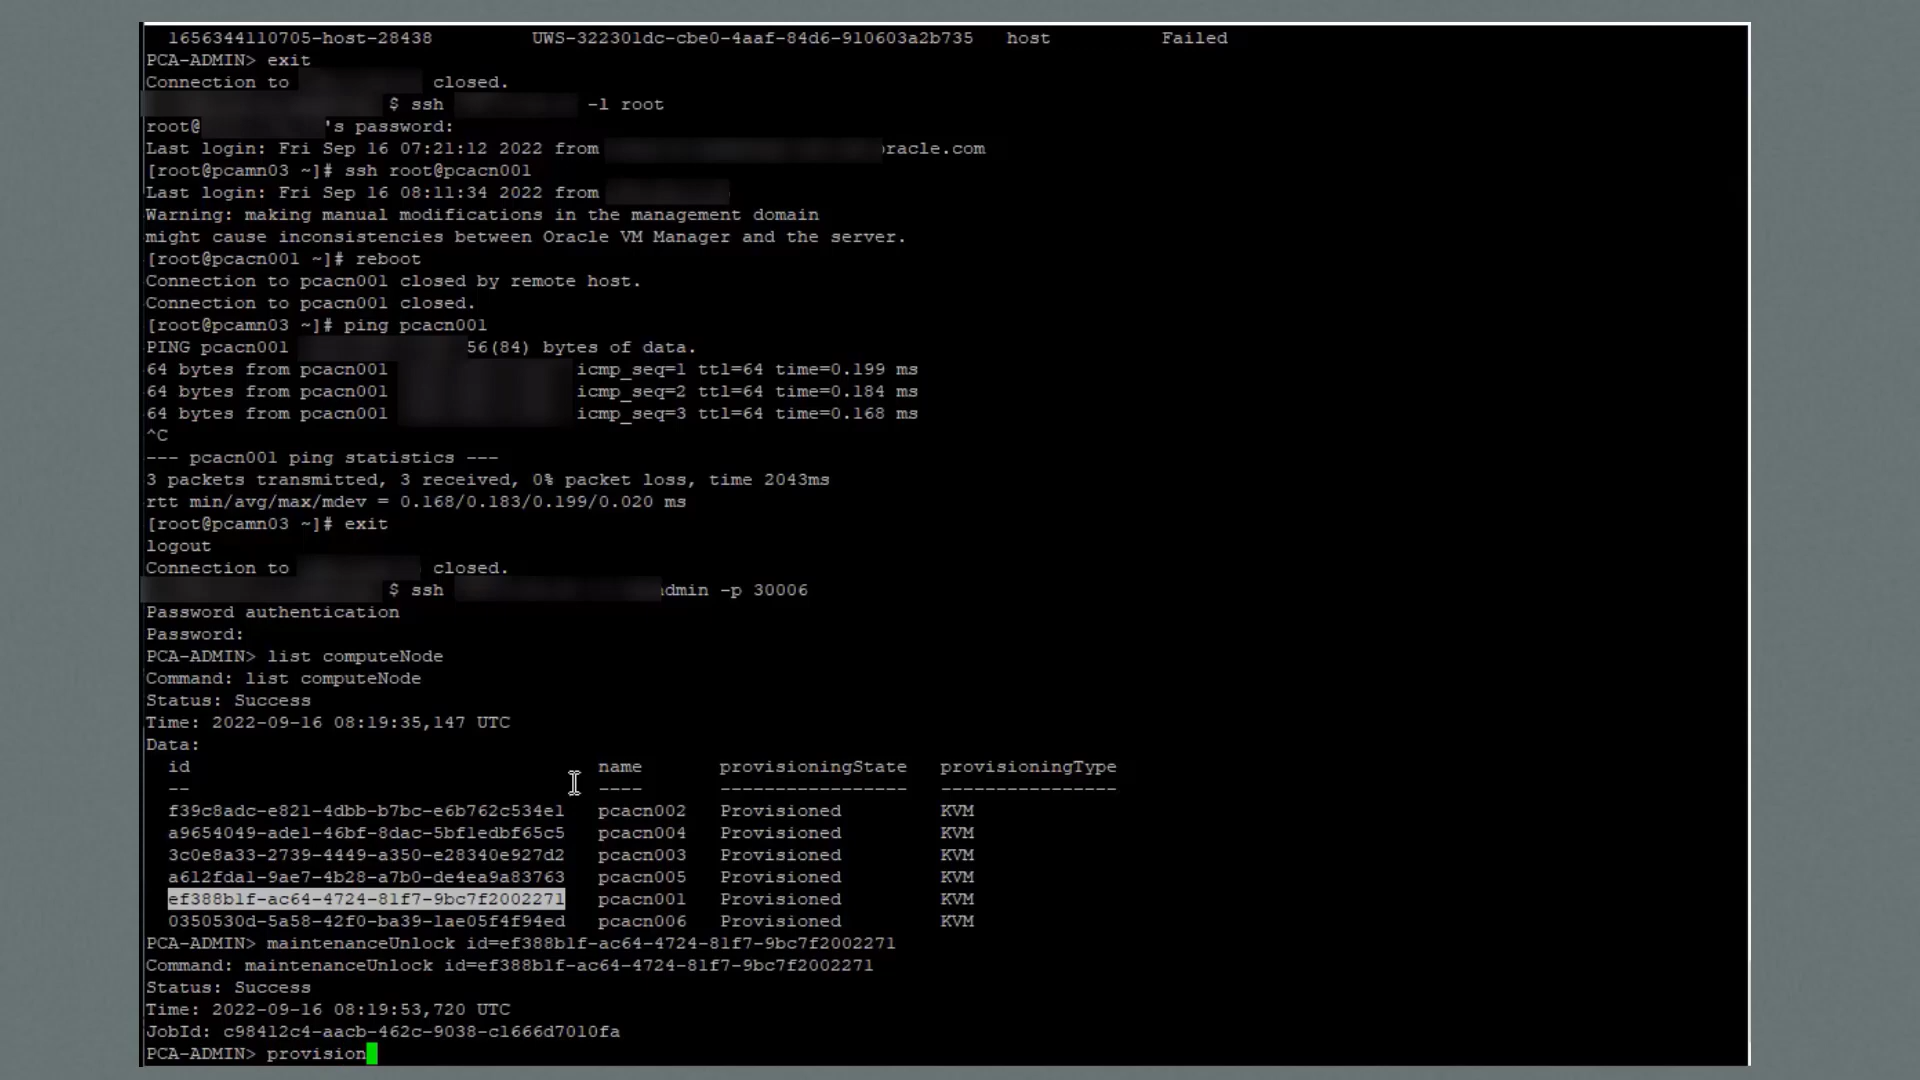 1656344110705-host-28438 UWS-322301dc-cbe0-4aaf-84d6-910603a2b735 host Failed
PCA-ADMIN> exit
Connection to closed.
$ ssh -l root
root@ 's password:
Last login: Fri Sep 16 07:21:12 2022 from racle.com
[root@pcamn03 ~]# ssh root@pcacn001
Last login: Fri Sep 16 08:11:34 2022 from
Warning: making manual modifications in the management domain
might cause inconsistencies between Oracle VM Manager and the server.
[root@pcacn001 ~]# reboot
Connection to pcacn001 closed by remote host.
Connection to pcacn001 closed.
[root@pcamn03 ~]# ping pcacn001
PING pcacn001 56(84) bytes of data.
64 bytes from pcacn001 icmp_seq=1 ttl=64 time=0.199 ms
64 bytes from pcacn001 icmp_seq=2 ttl=64 time=0.184 ms
64 bytes from pcacn001 icmp_seq=3 ttl=64 time=0.168 ms
^C
--- pcacn001 ping statistics ---
3 packets transmitted, 3 received, 0% packet loss, time 2043ms
rtt min/avg/max/mdev = 0.168/0.183/0.199/0.020 ms
[root@pcamn03 ~]# exit
logout
Connection to closed.
$ ssh dmin -p 30006
Password authentication
Password:
PCA-ADMIN> list computeNode
Command: list computeNode
Status: Success
Time: 2022-09-16 08:19:35,147 UTC
Data:
id name provisioningState provisioningType
-- ---- ----------------- ----------------
f39c8adc-e821-4dbb-b7bc-e6b762c534e1 pcacn002 Provisioned KVM
a9654049-ade1-46bf-8dac-5bf1edbf65c5 pcacn004 Provisioned KVM
3c0e8a33-2739-4449-a350-e28340e927d2 pcacn003 Provisioned KVM
a612fda1-9ae7-4b28-a7b0-de4ea9a83763 pcacn005 Provisioned KVM
ef388b1f-ac64-4724-81f7-9bc7f2002271 pcacn001 Provisioned KVM
0350530d-5a58-42f0-ba39-1ae05f4f94ed pcacn006 Provisioned KVM
PCA-ADMIN> maintenanceUnlock id=ef388b1f-ac64-4724-81f7-9bc7f2002271
Command: maintenanceUnlock id=ef388b1f-ac64-4724-81f7-9bc7f2002271
Status: Success
Time: 2022-09-16 08:19:53,720 UTC
JobId: c98412c4-aacb-462c-9038-c1666d7010fa
PCA-ADMIN> provision